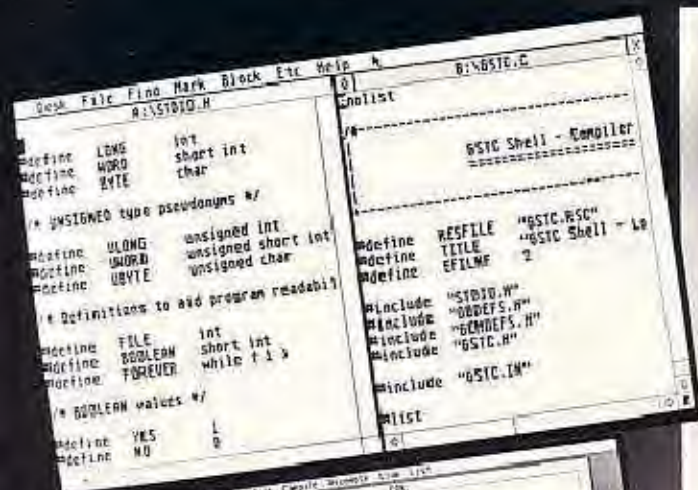 Desk File Find Mark Block Etc Help
A:\STDIO.H
#define LONG int
#define WORD short int
#define BYTE char
/* UNSIGNED type pseudonyms */
#define ULONG unsigned int
#define UWORD unsigned short int
#define UBYTE unsigned char
/* Definitions to aid program readabil
#define FILE int
#define BOOLEAN short int
#define FOREVER while ( 1 )
/* BOOLEAN values */
#define YES 1
#define NO 0
B:\GSTC.C
#nolist
/*--------------------------------
GSTC Shell - Compiler
====================
--------------------------------
#define RESFILE "GSTC.RSC"
#define TITLE "GSTC Shell - Lo
#define EFILNF 2
#include "STDIO.H"
#include "OBDEFS.H"
#include "GEMDEFS.H"
#include "GSTC.H"
#include "GSTC.IN"
#list
Compile